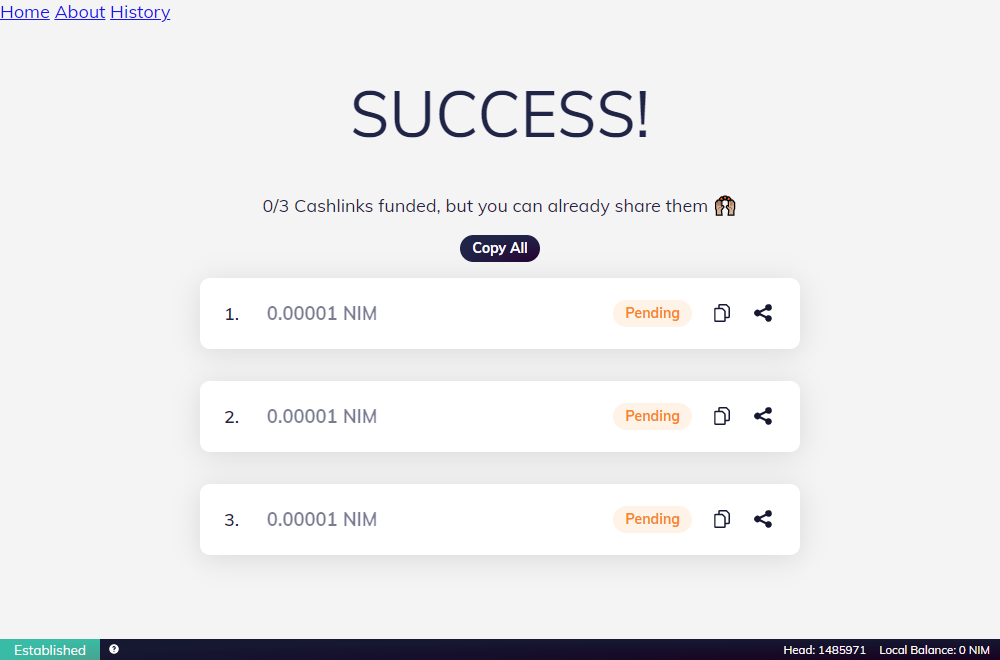 Home About History
SUCCESS!
0/3 Cashlinks funded, but you can already share them 🙌
Copy All
1. 0.00001 NIM Pending
2. 0.00001 NIM Pending
3. 0.00001 NIM Pending
Established ? Head: 1485971 Local Balance: 0 NIM